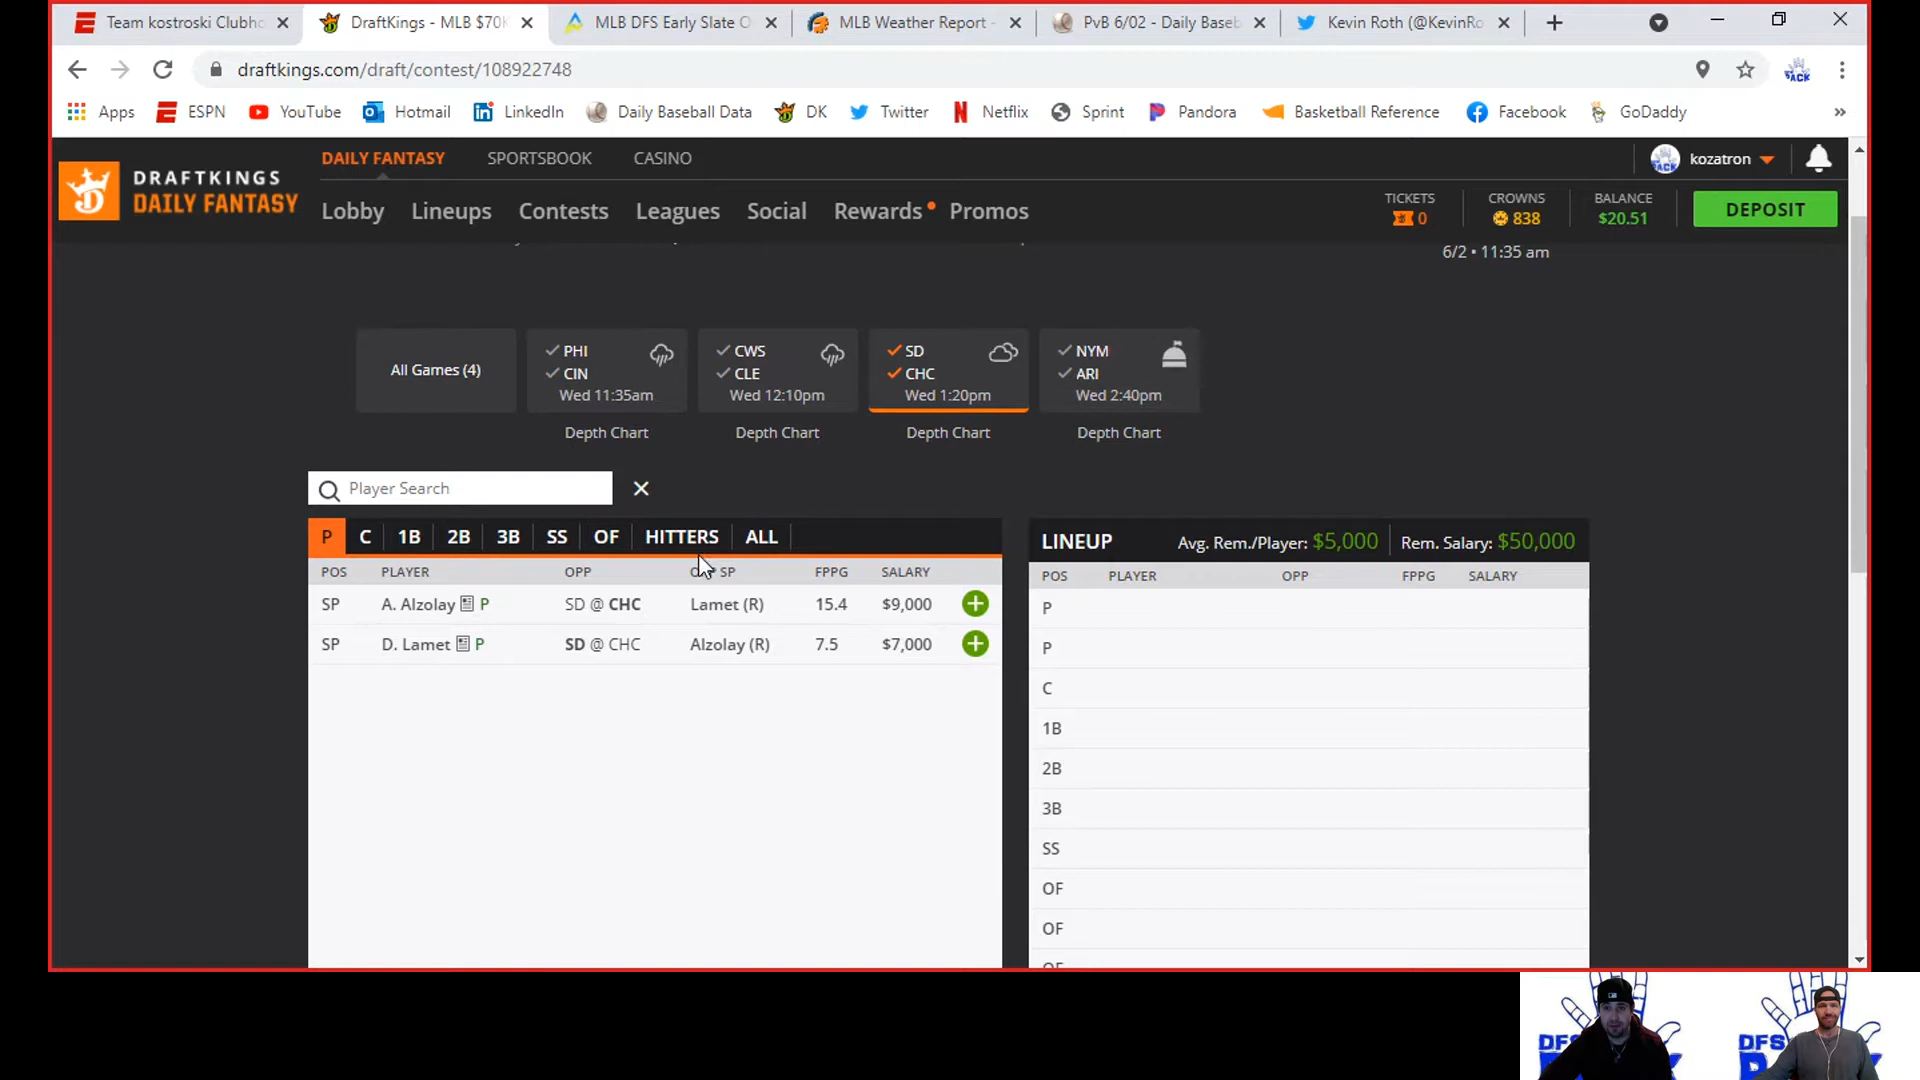 Team kostroski Clubho
DraftKings - MLB $70K
MLB DFS Early Slate O
MLB Weather Report -
PvB 6/02 - Daily Baseb
Kevin Roth (@KevinRo
draftkings.com/draft/contest/108922748
Apps ESPN YouTube Hotmail LinkedIn Daily Baseball Data DK Twitter Netflix Sprint Pandora Basketball Reference Facebook GoDaddy »
DRAFTKINGS
DAILY FANTASY
DAILY FANTASY SPORTSBOOK CASINO
kozatron
Lobby Lineups Contests Leagues Social Rewards Promos
TICKETS
0
CROWNS
838
BALANCE
$20.51
DEPOSIT
6/2 • 11:35 am
All Games (4)
PHI
CIN
Wed 11:35am
Depth Chart
CWS
CLE
Wed 12:10pm
Depth Chart
SD
CHC
Wed 1:20pm
Depth Chart
NYM
ARI
Wed 2:40pm
Depth Chart
Player Search
P C 1B 2B 3B SS OF HITTERS ALL
POS PLAYER OPP SP FPPG SALARY
SP A. Alzolay P SD @ CHC Lamet (R) 15.4 $9,000
SP D. Lamet P SD @ CHC Alzolay (R) 7.5 $7,000
LINEUP Avg. Rem./Player: $5,000 Rem. Salary: $50,000
POS PLAYER OPP FPPG SALARY
P
P
C
1B
2B
3B
SS
OF
OF
OF
DFS
DFS